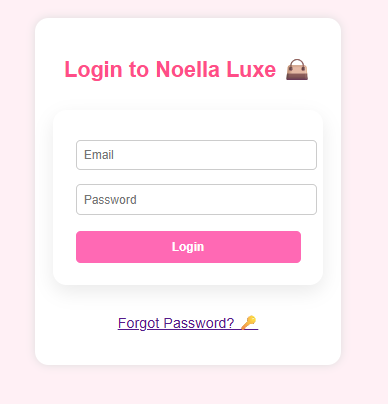 Login to Noella Luxe 👜
Email
Password
Login
Forgot Password? 🔑